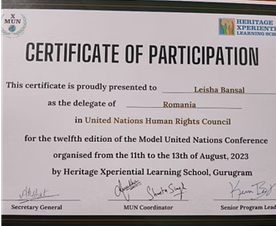 X
MUN
HERITAGE
XPERIENTIAL
LEARNING SCHOOL
CERTIFICATE OF PARTICIPATION
This certificate is proudly presented to Leisha Bansal
as the delegate of Romania
in United Nations Human Rights Council
for the twelfth edition of the Model United Nations Conference
organised from the 11th to the 13th of August, 2023
by Heritage Xperiential Learning School, Gurugram
Secretary General MUN Coordinator Senior Program Lead